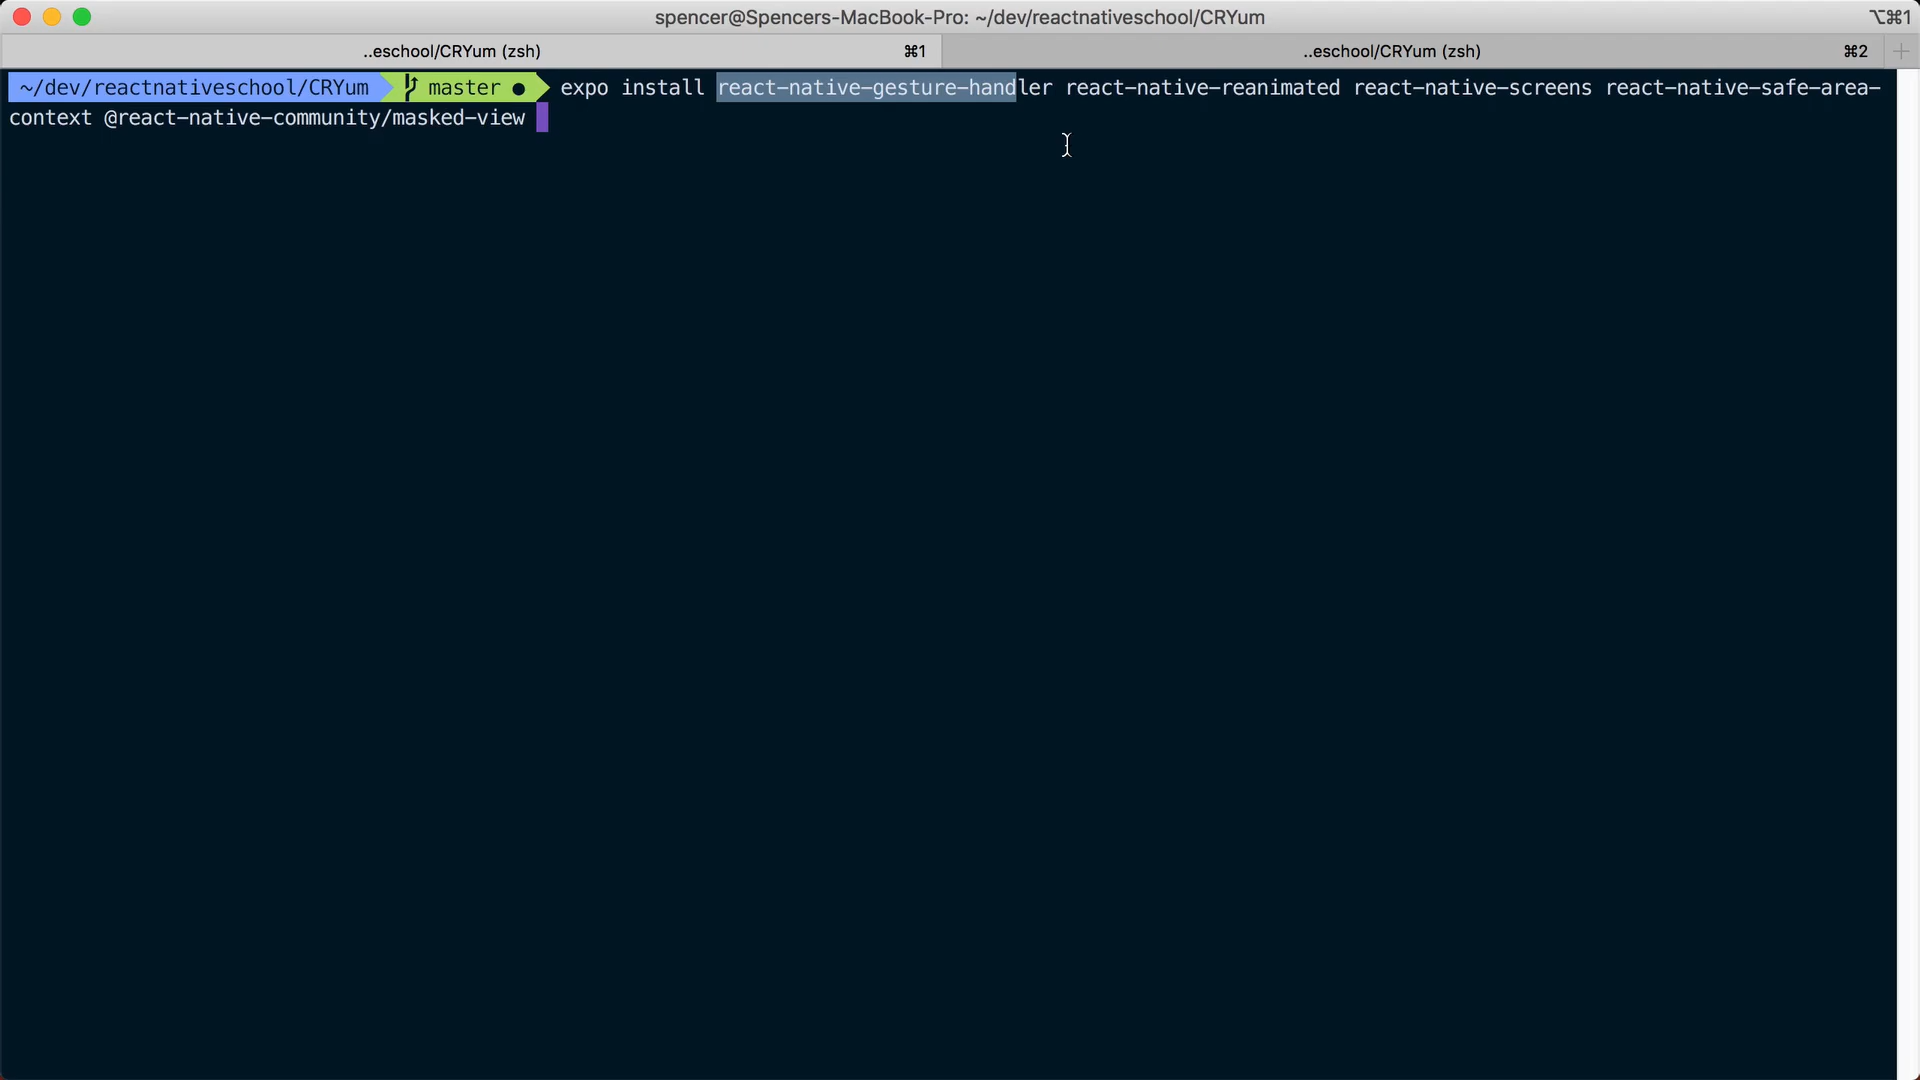 spencer@Spencers-MacBook-Pro: ~/dev/reactnativeschool/CRYum
⌥⌘1
..eschool/CRYum (zsh)
⌘1
..eschool/CRYum (zsh)
⌘2
~/dev/reactnativeschool/CRYum master ● expo install react-native-gesture-handler react-native-reanimated react-native-screens react-native-safe-area-
context @react-native-community/masked-view